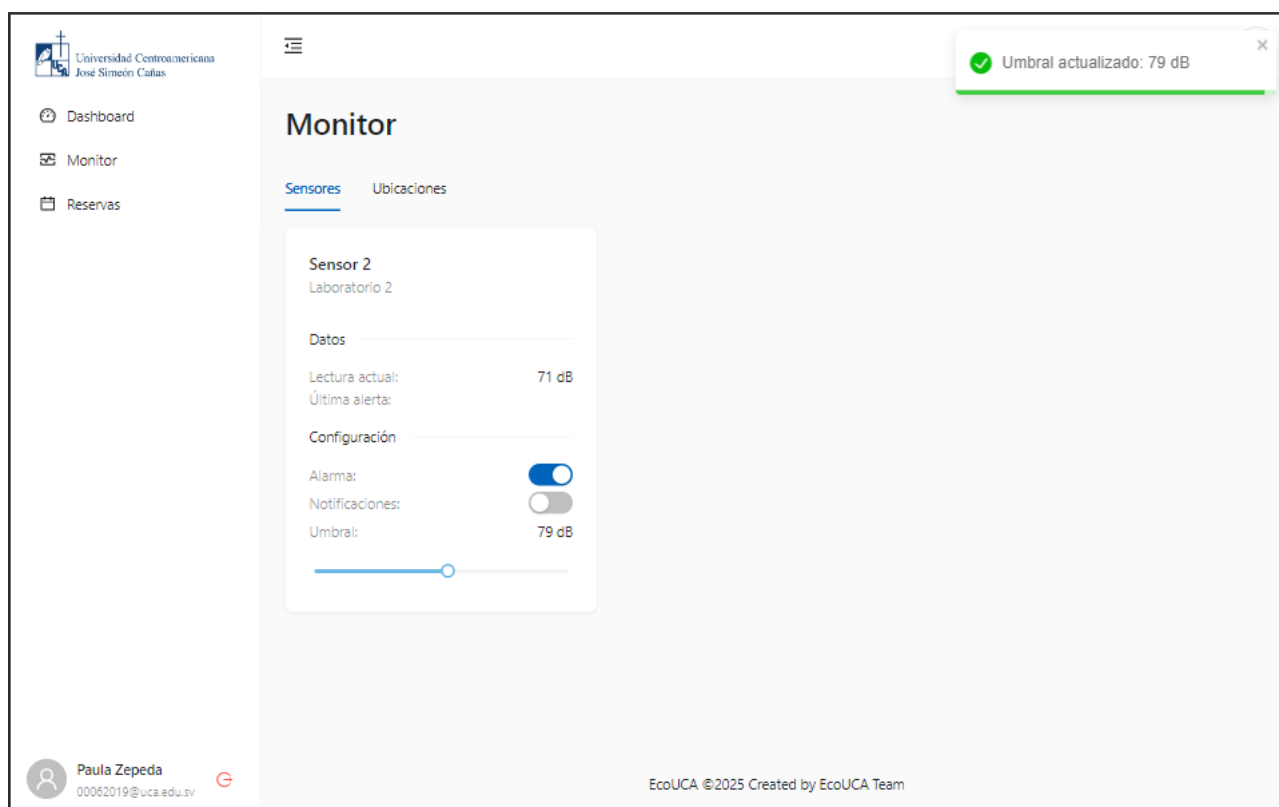 Universidad Centroamericana
José Simeón Cañas
Umbral actualizado: 79 dB
Dashboard
Monitor
Reservas
Monitor
Sensores Ubicaciones
Sensor 2
Laboratorio 2
Datos
Lectura actual: 71 dB
Última alerta:
Configuración
Alarma:
Notificaciones:
Umbral: 79 dB
Paula Zepeda
00062019@uca.edu.sv
EcoUCA ©2025 Created by EcoUCA Team